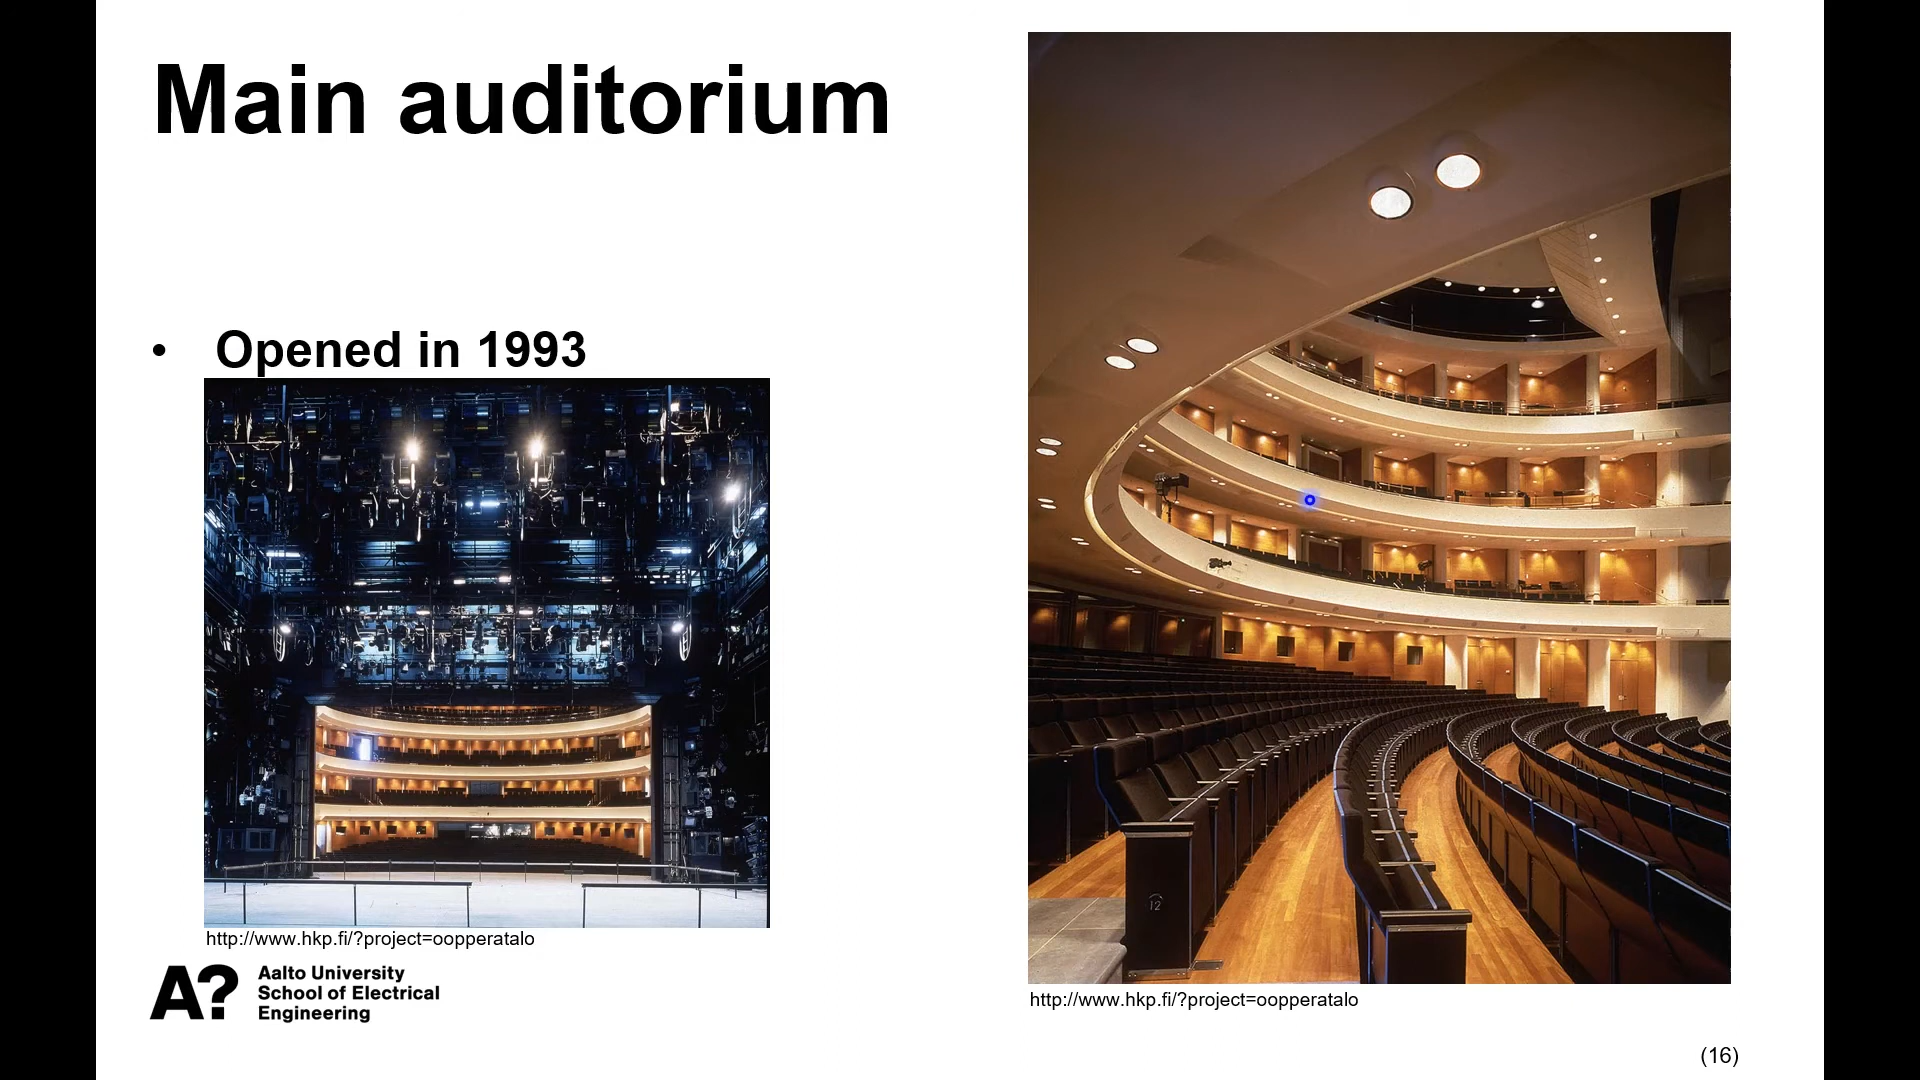 Main auditorium
• Opened in 1993
http://www.hkp.fi/?project=oopperatalo
A?
Aalto University
School of Electrical
Engineering
12
http://www.hkp.fi/?project=oopperatalo
(16)